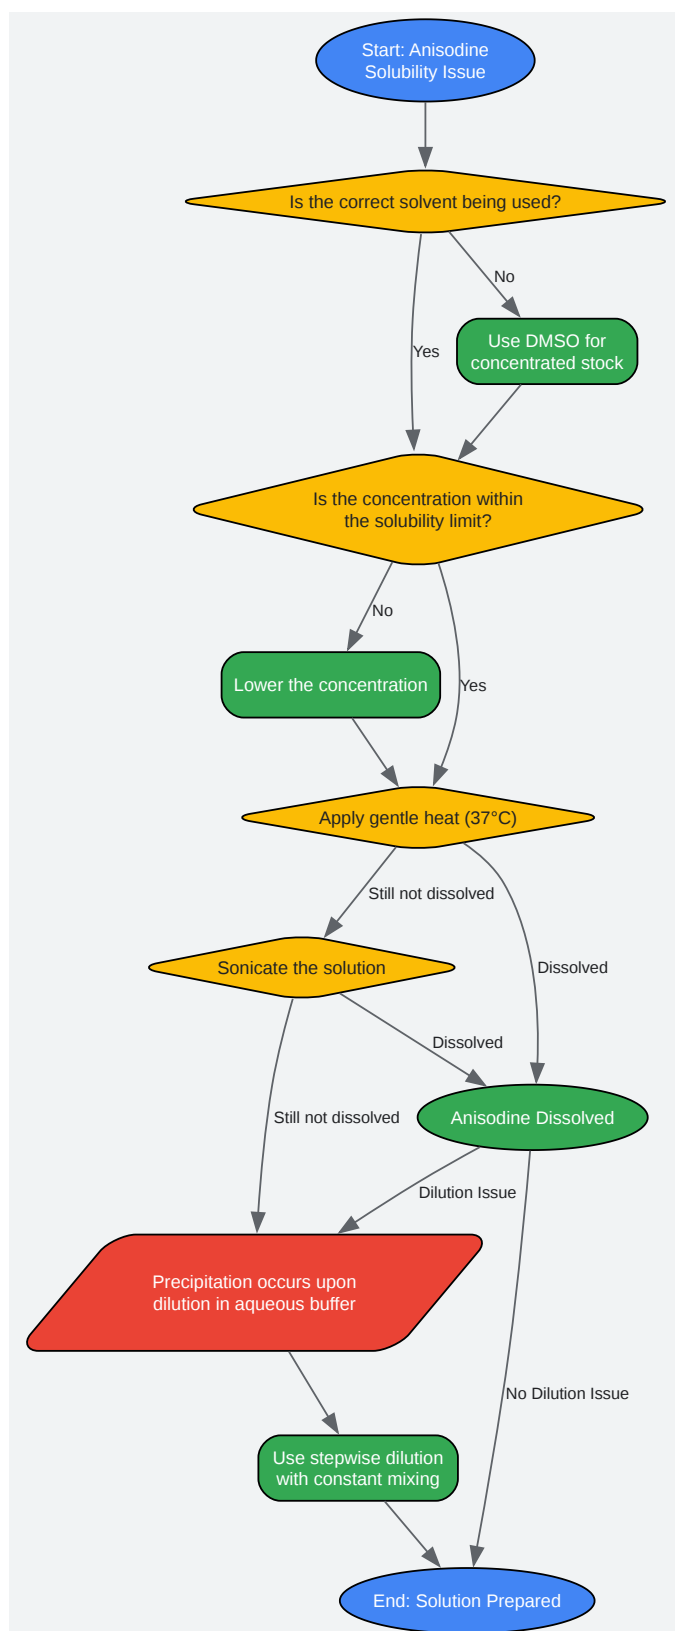 Start: Anisodine
Solubility Issue
Is the correct solvent being used?
No
Use DMSO for
concentrated stock
Yes
Is the concentration within
the solubility limit?
No
Lower the concentration
Yes
Apply gentle heat (37°C)
Still not dissolved
Sonicate the solution
Dissolved
Dissolved
Still not dissolved
Anisodine Dissolved
Dilution Issue
Precipitation occurs upon
dilution in aqueous buffer
No Dilution Issue
Use stepwise dilution
with constant mixing
End: Solution Prepared